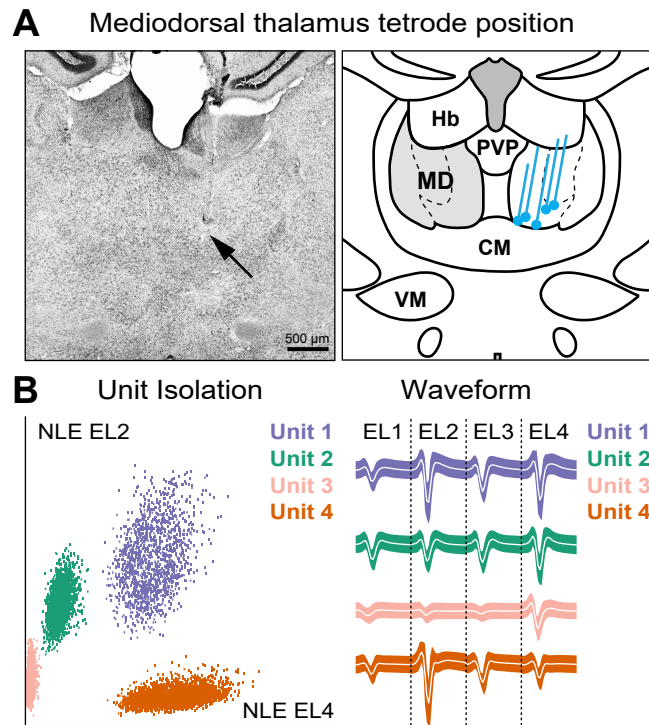 A Mediodorsal thalamus tetrode position
500 µm
Hb
PVP
MD
CM
VM
B Unit Isolation Waveform
NLE EL2
Unit 1
Unit 2
Unit 3
Unit 4
NLE EL4
EL1 EL2 EL3 EL4
Unit 1
Unit 2
Unit 3
Unit 4